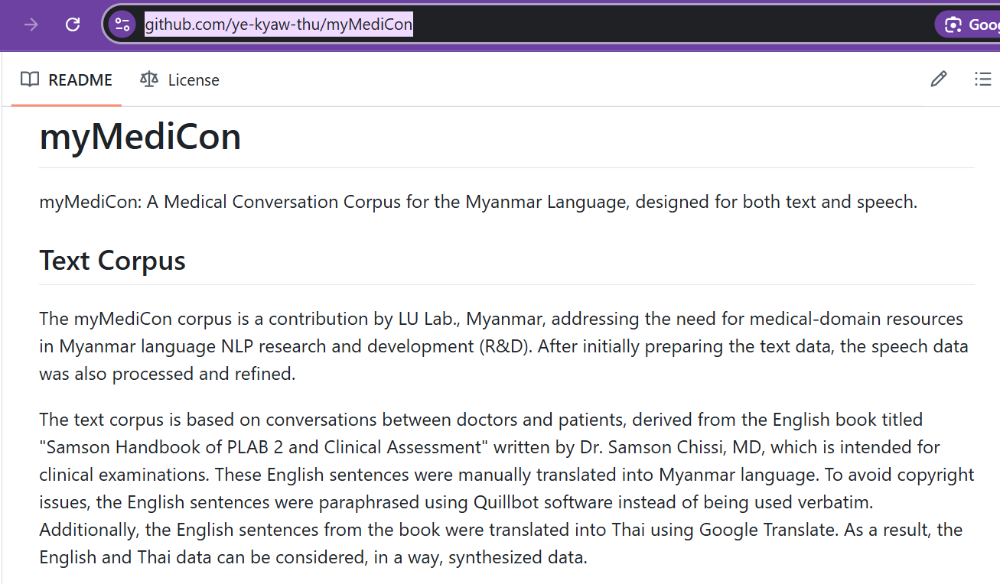 github.com/ye-kyaw-thu/myMediCon
README
License
myMediCon
myMediCon: A Medical Conversation Corpus for the Myanmar Language, designed for both text and speech.
Text Corpus
The myMediCon corpus is a contribution by LU Lab., Myanmar, addressing the need for medical-domain resources
in Myanmar language NLP research and development (R&D). After initially preparing the text data, the speech data
was also processed and refined.
The text corpus is based on conversations between doctors and patients, derived from the English book titled
"Samson Handbook of PLAB 2 and Clinical Assessment" written by Dr. Samson Chissi, MD, which is intended for
clinical examinations. These English sentences were manually translated into Myanmar language. To avoid copyright
issues, the English sentences were paraphrased using Quillbot software instead of being used verbatim.
Additionally, the English sentences from the book were translated into Thai using Google Translate. As a result, the
English and Thai data can be considered, in a way, synthesized data.